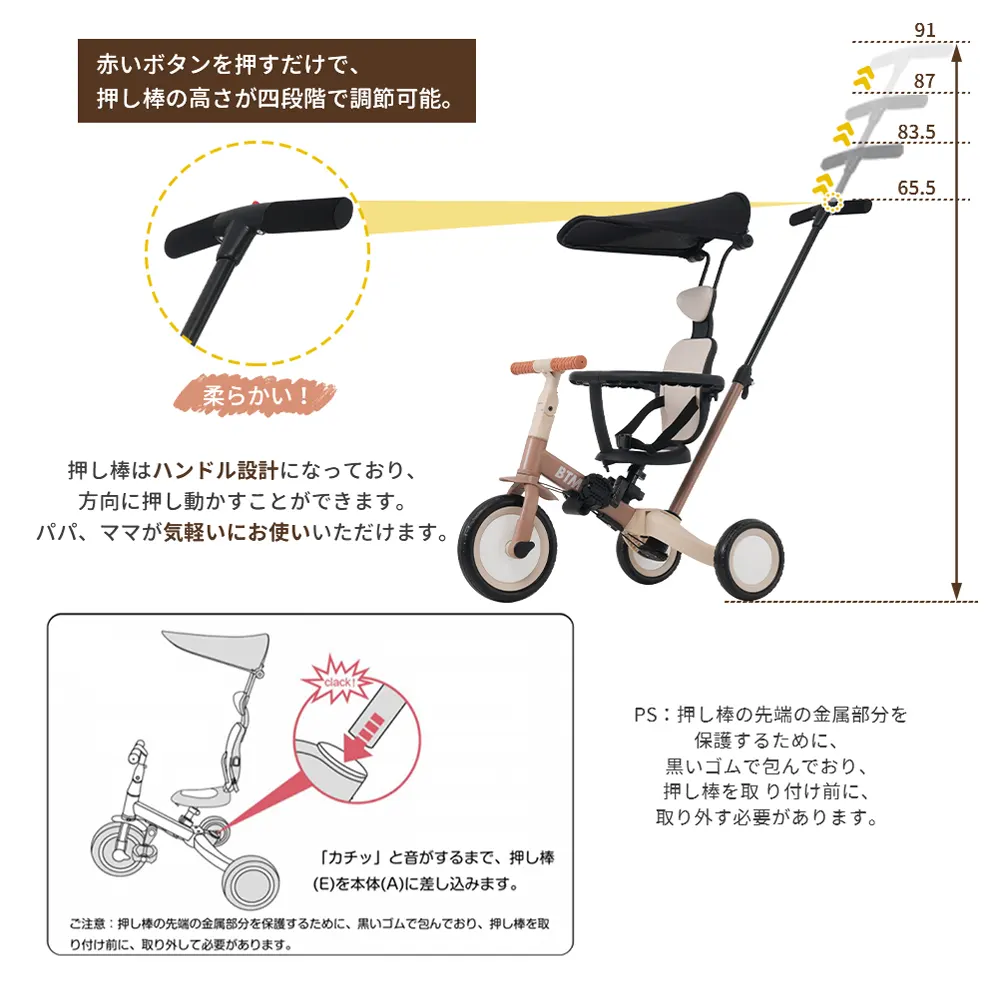 赤いボタンを押すだけで、
押し棒の高さが四段階で調節可能。
91
87
83.5
65.5
柔らかい！
押し棒はハンドル設計になっており、
方向に押し動かすことができます。
パパ、ママが気軽いにお使いいただけます。
BTM
clack!
「カチッ」と音がするまで、押し棒
(E)を本体(A)に差し込みます。
ご注意：押し棒の先端の金属部分を保護するために、黒いゴムで包んでおり、押し棒を取
り付け前に、取り外して必要があります。
PS：押し棒の先端の金属部分を
保護するために、
黒いゴムで包んでおり、
押し棒を取 り付け前に、
取り外す必要があります。